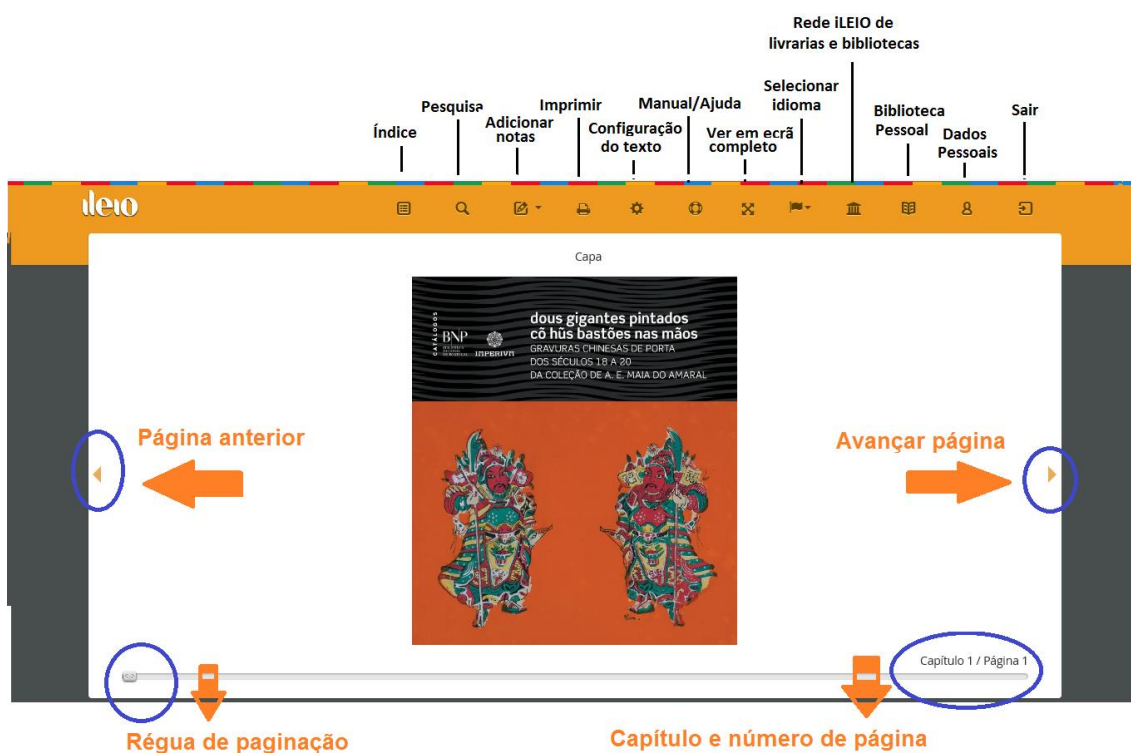 Rede iLEIO de
livrarias e bibliotecas
Selecionar
idioma
Índice
Pesquisa
Adicionar
notas
Imprimir
Configuração
do texto
Manual/Ajuda
Ver em ecrã
completo
Biblioteca
Pessoal
Dados
Pessoais
Sair
ileio
Capa
CATÁLOGOS
BNP
IMPERIVM
dous gigantes pintados
cõ hũs bastões nas mãos
GRAVURAS CHINESAS DE PORTA
DOS SÉCULOS 18 A 20
DA COLEÇÃO DE A. E. MAIA DO AMARAL
Página anterior
Avançar página
Capítulo 1 / Página 1
Régua de paginação
Capítulo e número de página